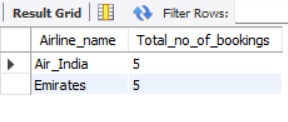 Result Grid Filter Rows:
Airline_name Total_no_of_bookings
Air_India 5
Emirates 5